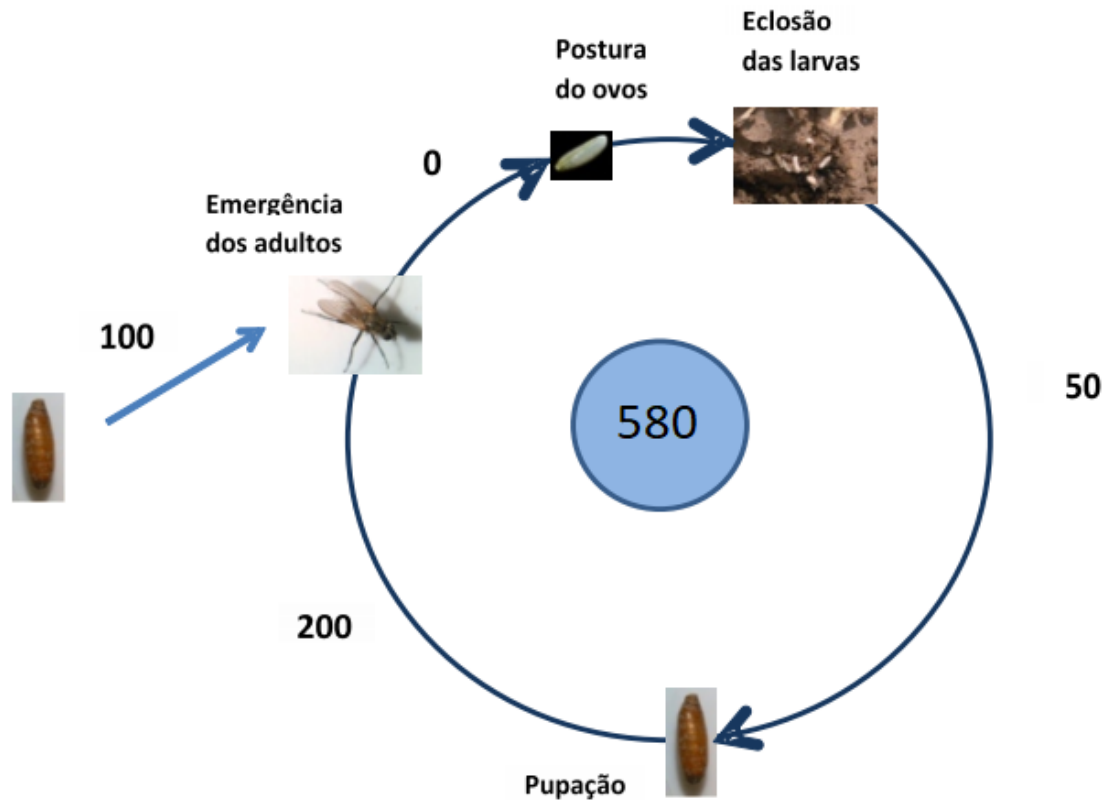 Postura
do ovos
Eclosão
das larvas
0
Emergência
dos adultos
100
50
580
200
Pupação